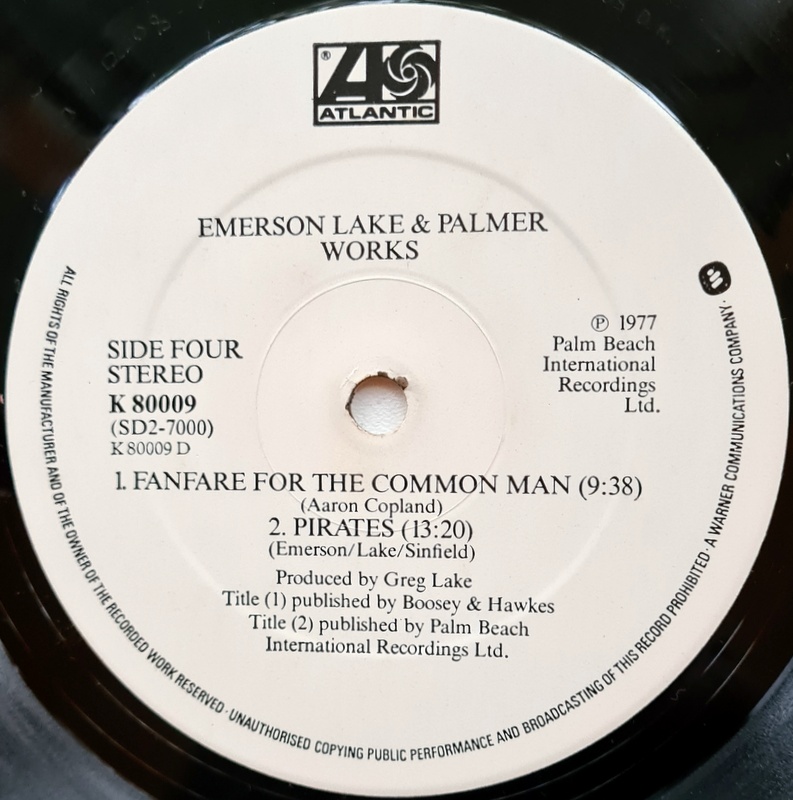 ®
ATLANTIC
EMERSON LAKE & PALMER
WORKS
SIDE FOUR
STEREO
K 80009
(SD2-7000)
K 80009 D
℗ 1977
Palm Beach
International
Recordings
Ltd.
1. FANFARE FOR THE COMMON MAN (9:38)
(Aaron Copland)
2. PIRATES (13:20)
(Emerson/Lake/Sinfield)
Produced by Greg Lake
Title (1) published by Boosey & Hawkes
Title (2) published by Palm Beach
International Recordings Ltd.
ALL RIGHTS OF THE MANUFACTURER AND OF THE OWNER OF THE RECORDED WORK RESERVED · UNAUTHORISED COPYING PUBLIC PERFORMANCE AND BROADCASTING OF THIS RECORD PROHIBITED · A WARNER COMMUNICATIONS COMPANY ·